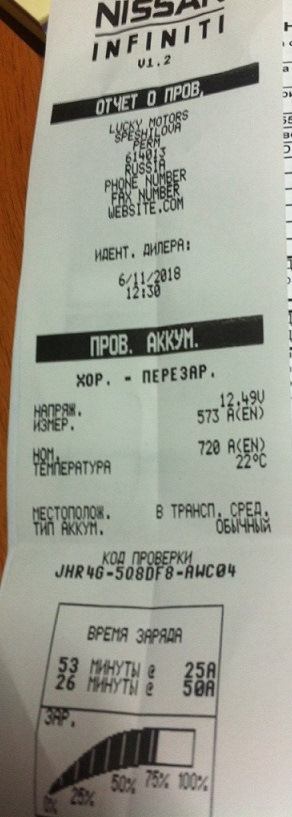 NISSAN
INFINITI
V1.2
ОТЧЕТ О ПРОВ,
LUCKY MOTORS
SPESHILOVA
PERM
614013
RUSSIA
PHONE NUMBER
FAX NUMBER
WEBSITE.COM
ИДЕНТ. ДИЛЕРА:
6/11/2018
12:30
ПРОВ. АККУМ.
ХОР. - ПЕРЕЗАР.
НАПРЯЖ. 12.49V
ИЗМЕР. 573 A(EN)
НОМ. 720 A(EN)
ТЕМПЕРАТУРА 22°C
МЕСТОПОЛОЖ. В ТРАНСП. СРЕД.
ТИП АККУМ. ОБЫЧНЫЙ
КОД ПРОВЕРКИ
JHR4G-508DF8-AWC04
ВРЕМЯ ЗАРЯДА
53 МИНУТЫ @ 25A
26 МИНУТЫ @ 50A
ЗАР.
0% 25% 50% 75% 100%